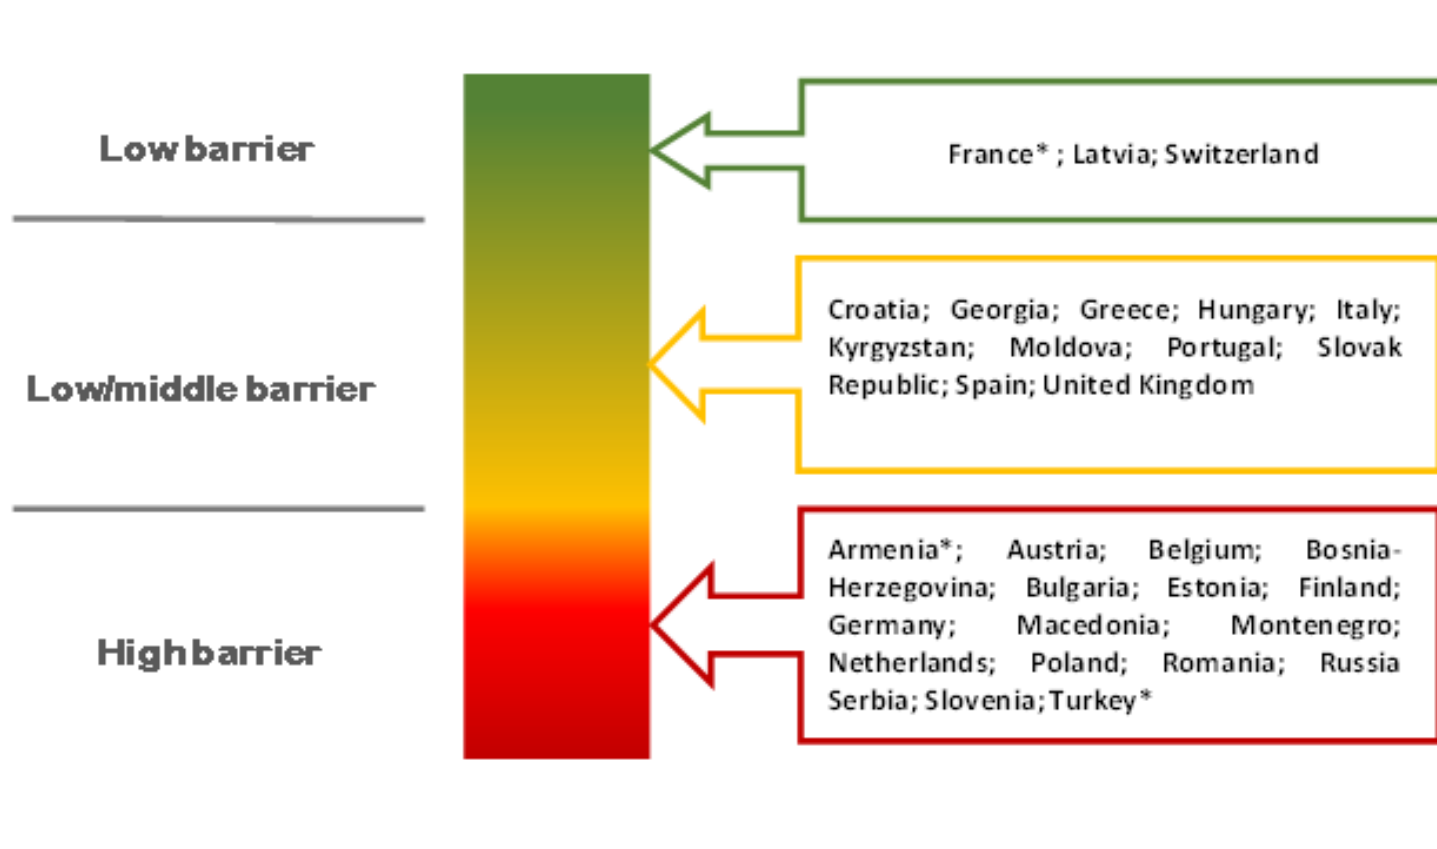 Low barrier
France* ; Latvia; Switzerland
Low/middle barrier
Croatia; Georgia; Greece; Hungary; Italy;
Kyrgyzstan; Moldova; Portugal; Slovak
Republic; Spain; United Kingdom
High barrier
Armenia*; Austria; Belgium; Bosnia-
Herzegovina; Bulgaria; Estonia; Finland;
Germany; Macedonia; Montenegro;
Netherlands; Poland; Romania; Russia
Serbia; Slovenia; Turkey*